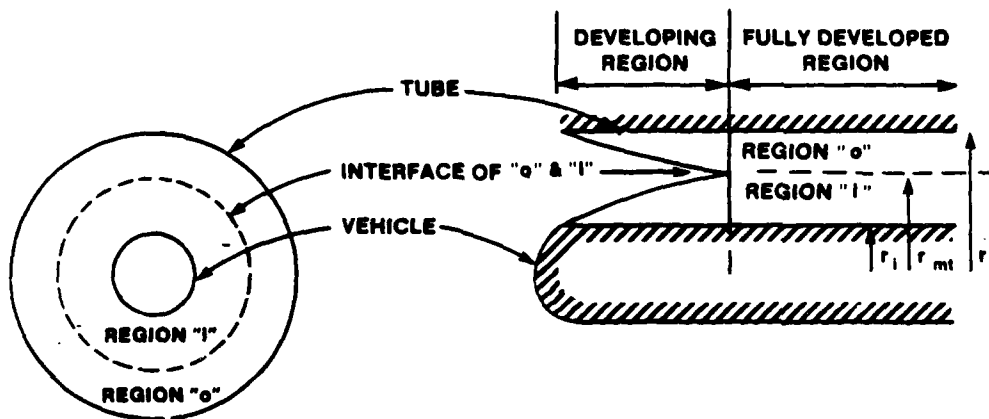 DEVELOPING
REGION
FULLY DEVELOPED
REGION
TUBE
INTERFACE OF "o" & "I"
VEHICLE
REGION "o"
REGION "I"
r i
r mt
r
REGION "I"
REGION "o"